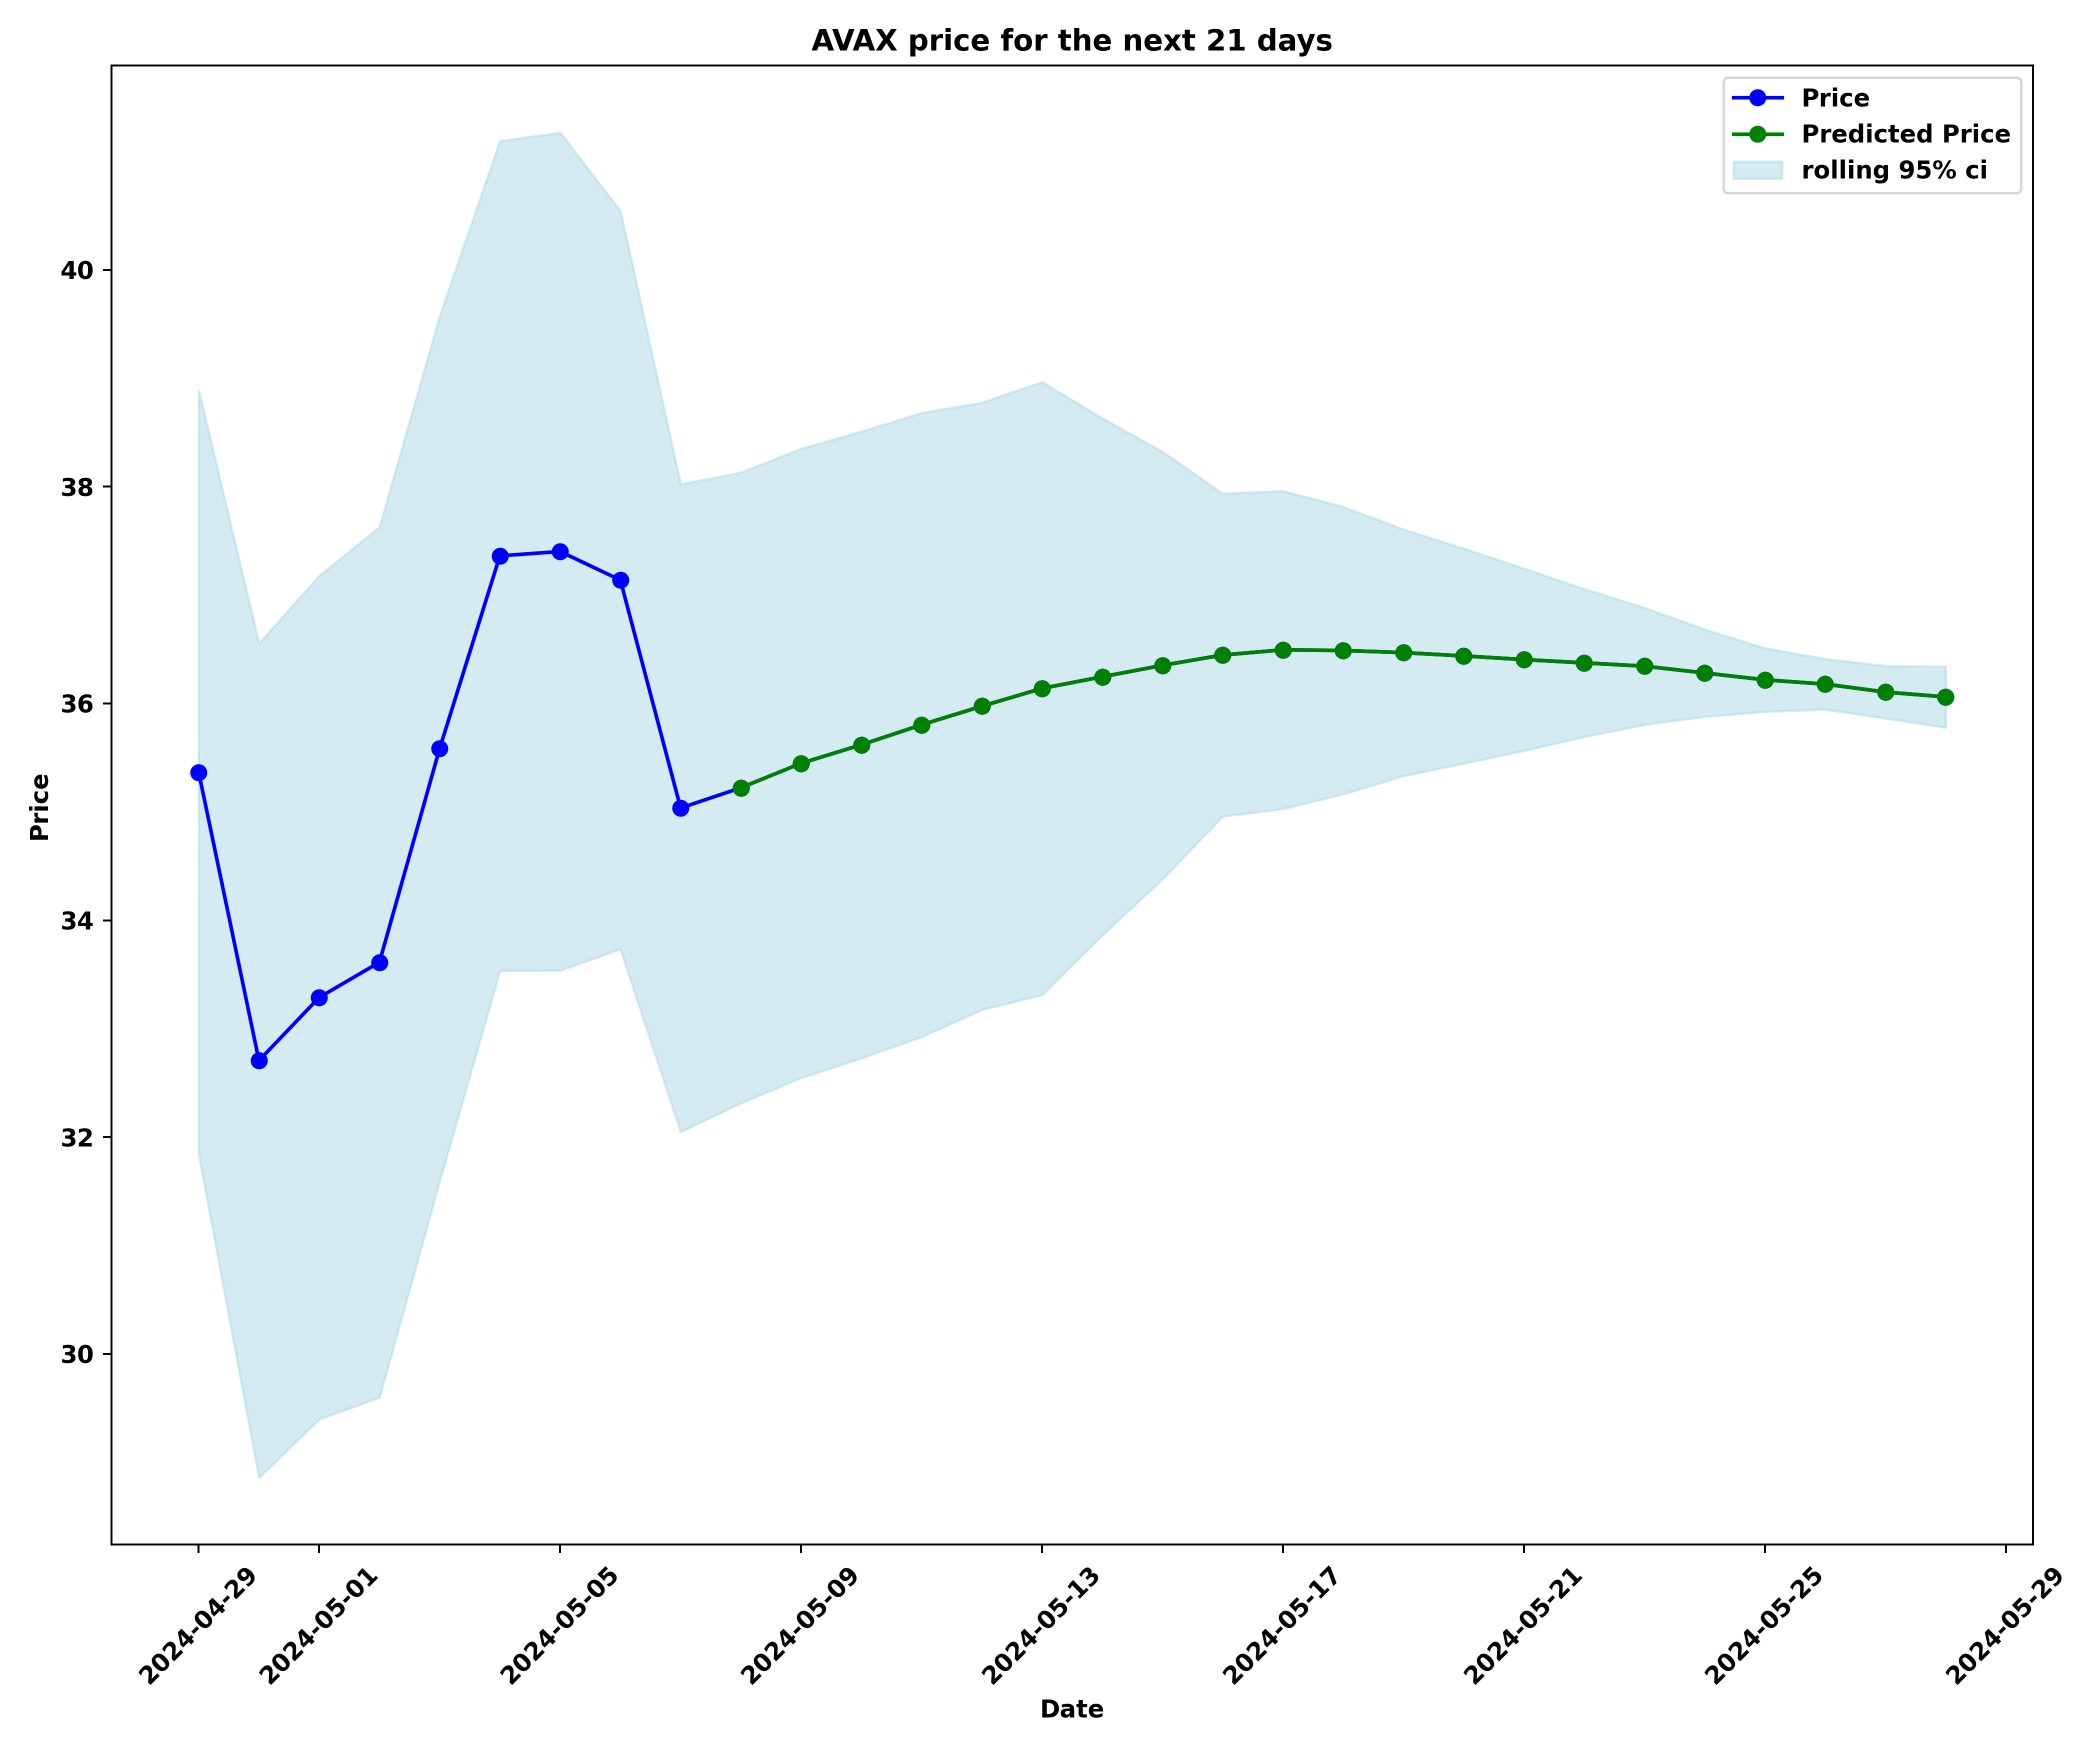 AVAX price for the next 21 days
Price
Predicted Price
rolling 95% ci
40
38
36
34
32
30
Price
2024-04-29
2024-05-01
2024-05-05
2024-05-09
2024-05-13
2024-05-17
2024-05-21
2024-05-25
2024-05-29
Date